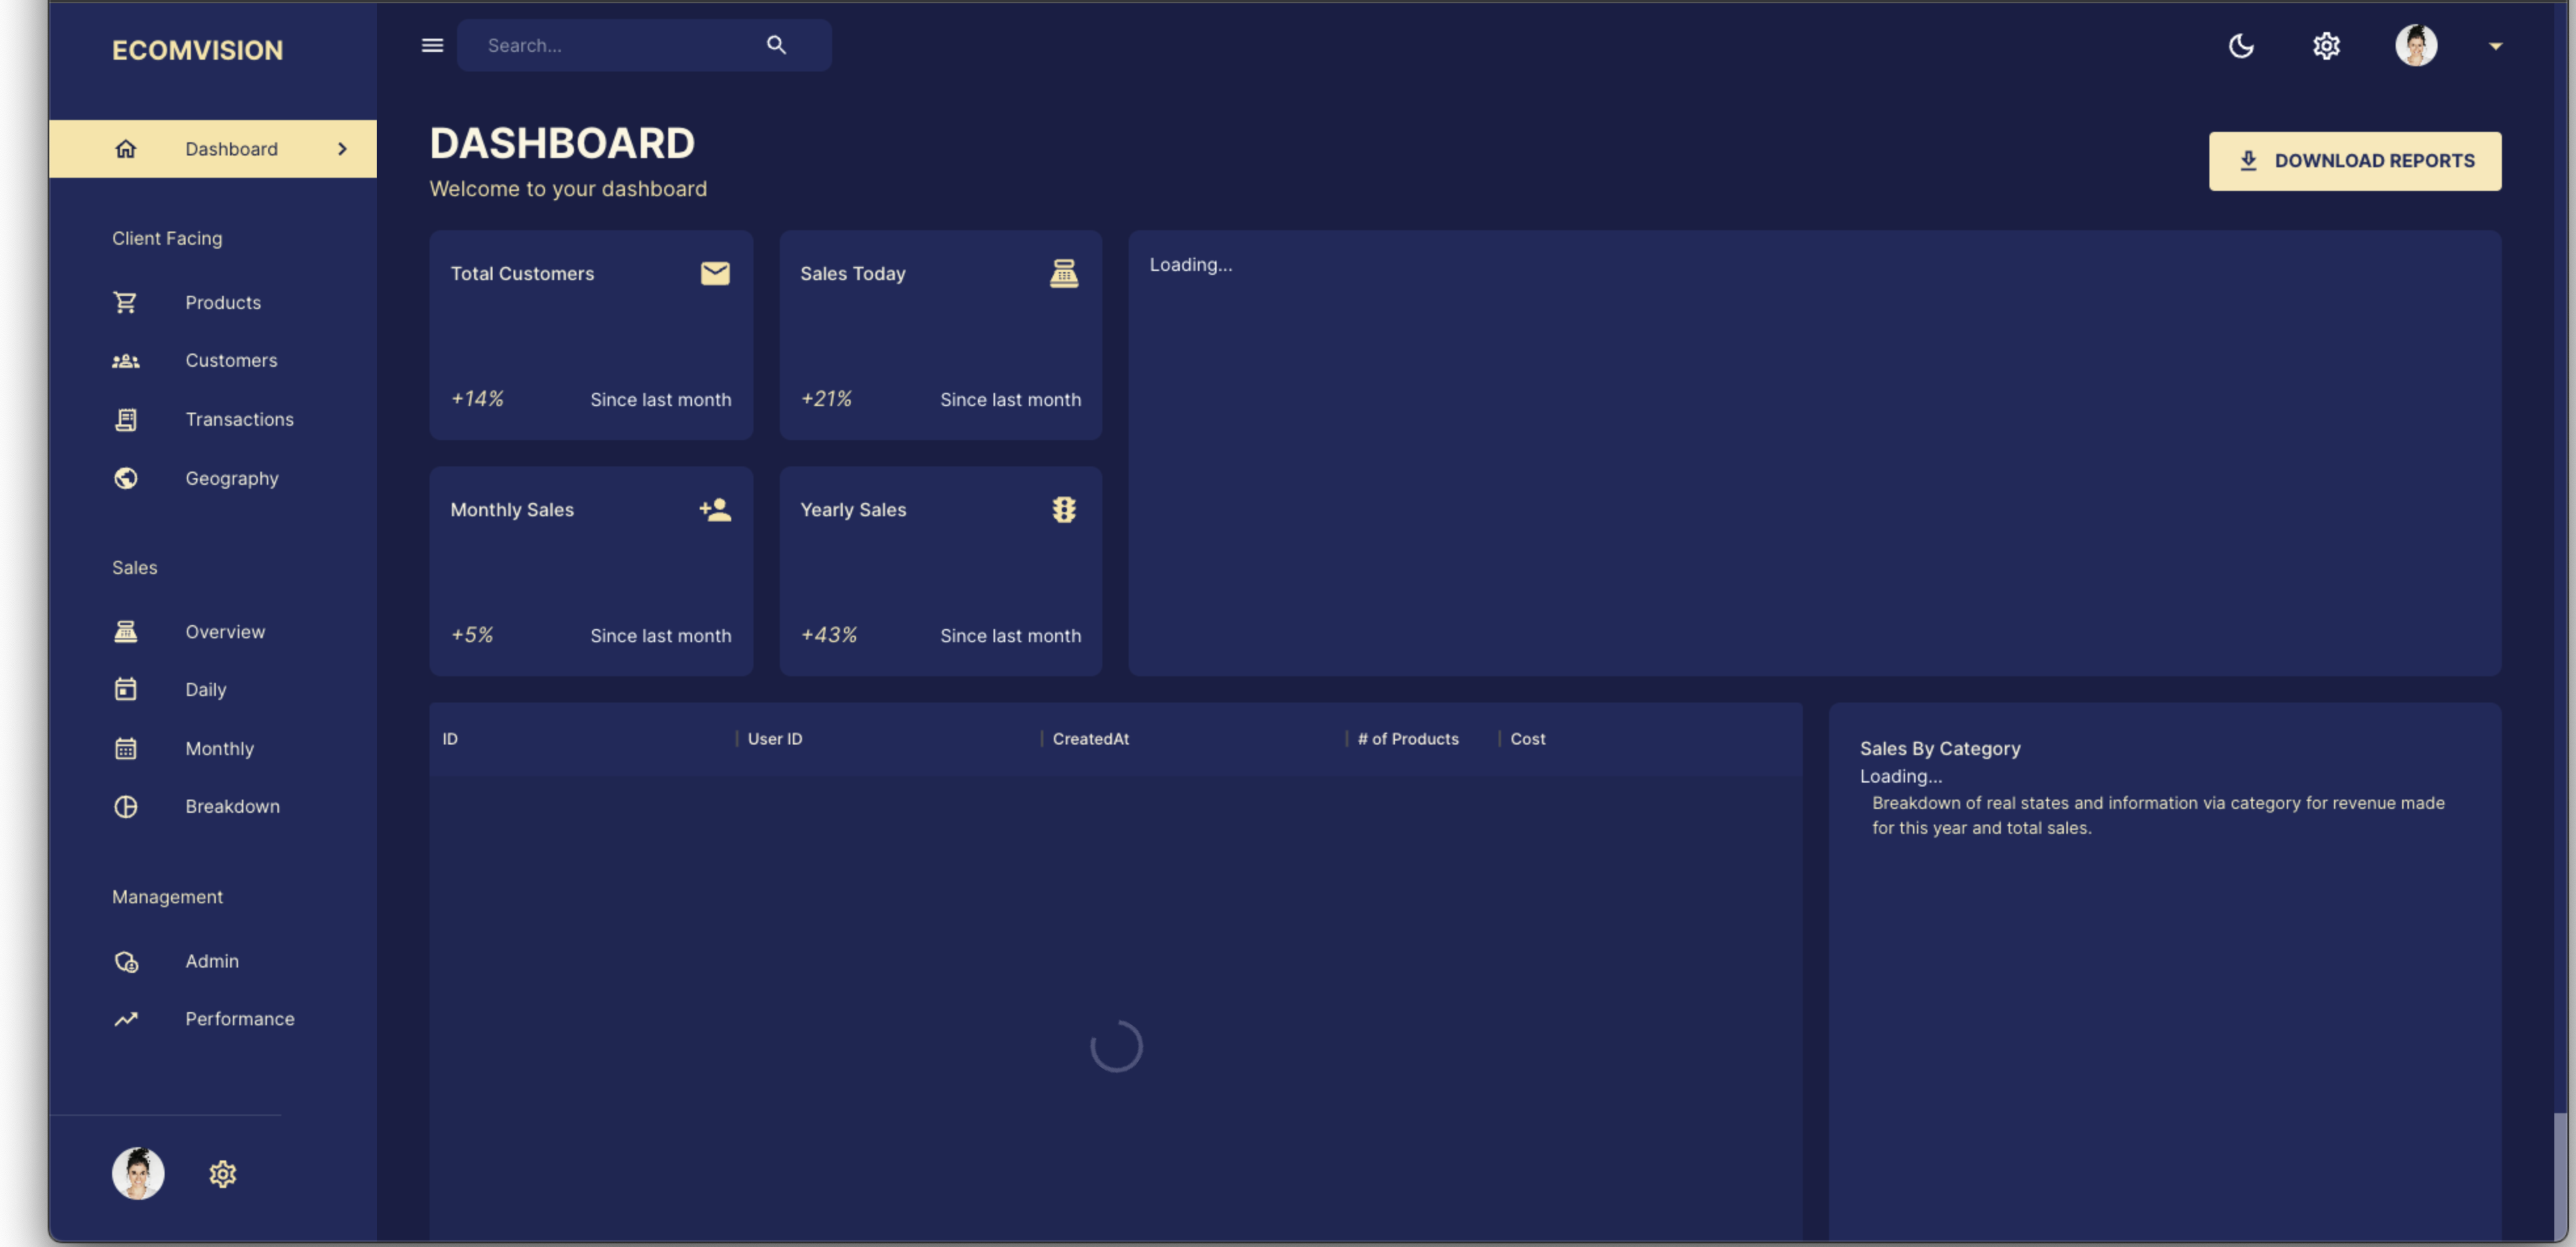 ECOMVISION
Search...
Dashboard
Client Facing
Products
Customers
Transactions
Geography
Sales
Overview
Daily
Monthly
Breakdown
Management
Admin
Performance
DASHBOARD
Welcome to your dashboard
DOWNLOAD REPORTS
Total Customers
+14% Since last month
Sales Today
+21% Since last month
Loading...
Monthly Sales
+5% Since last month
Yearly Sales
+43% Since last month
ID User ID CreatedAt # of Products Cost
Sales By Category
Loading...
Breakdown of real states and information via category for revenue made
for this year and total sales.